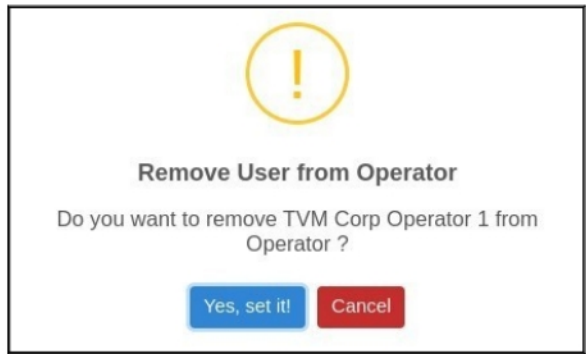 !
Remove User from Operator
Do you want to remove TVM Corp Operator 1 from
Operator ?
Yes, set it! Cancel